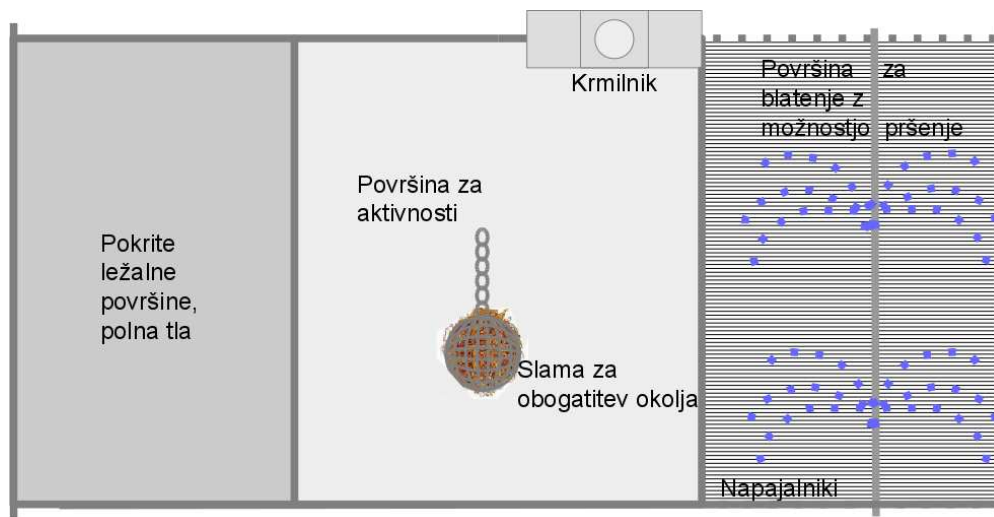 Pokrite
ležalne
površine,
polna tla
Površina za
aktivnosti
Slama za
obogatitev okolja
Krmilnik
Površina za
blatenje z
možnostjo pršenje
Napajalniki